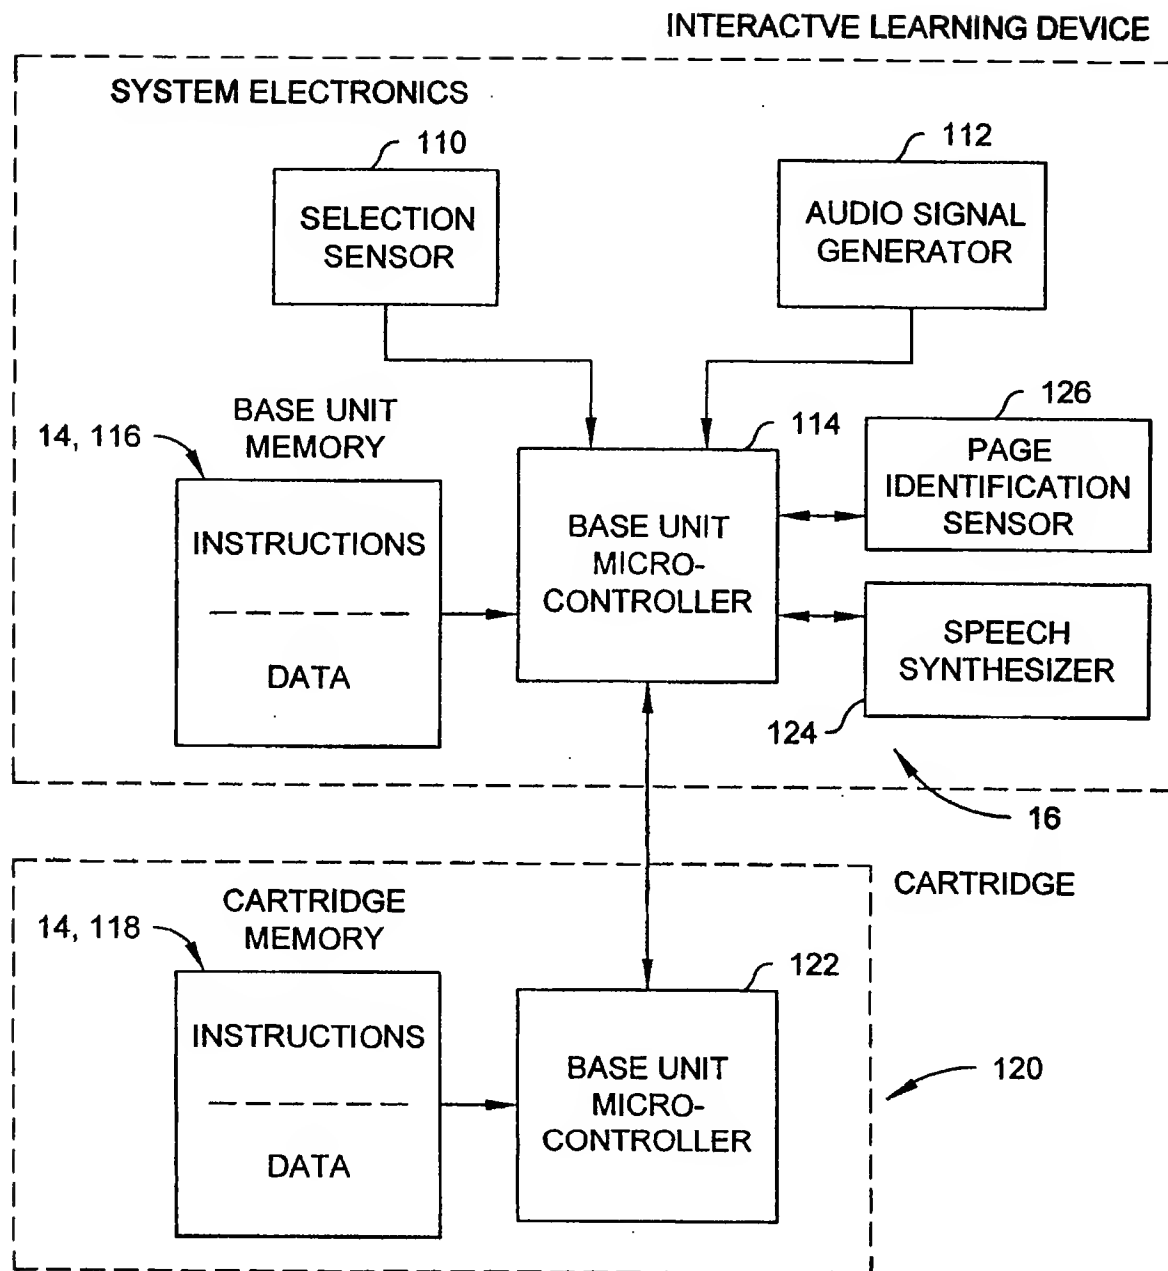 INTERACTVE LEARNING DEVICE
SYSTEM ELECTRONICS
110
112
SELECTION
SENSOR
AUDIO SIGNAL
GENERATOR
BASE UNIT
MEMORY
14, 116
114
126
INSTRUCTIONS
DATA
BASE UNIT
MICRO-
CONTROLLER
PAGE
IDENTIFICATION
SENSOR
SPEECH
SYNTHESIZER
124
16
CARTRIDGE
CARTRIDGE
MEMORY
14, 118
122
INSTRUCTIONS
DATA
BASE UNIT
MICRO-
CONTROLLER
120